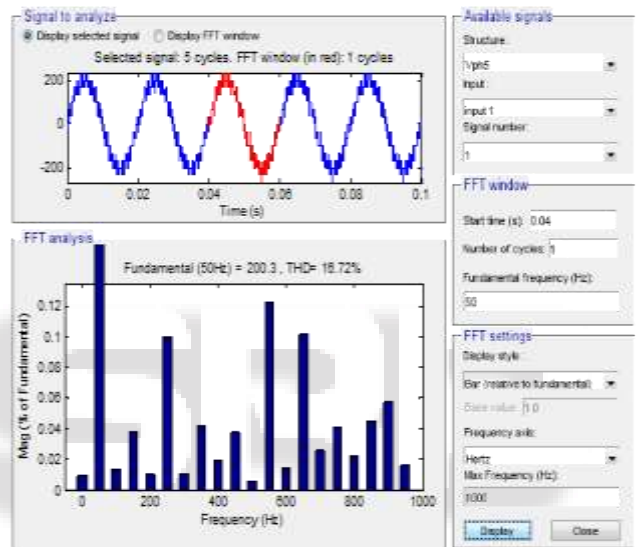 Signal to analyze
Display selected signal Display FFT window
Selected signal: 5 cycles. FFT window (in red): 1 cycles
200
0
-200
0 0.02 0.04 0.06 0.08 0.1
Time (s)
FFT analysis
Fundamental (50Hz) = 200.3 , THD= 16.72%
0.12
0.1
0.08
0.06
0.04
0.02
0
0 200 400 600 800 1000
Frequency (Hz)
Mag (% of Fundamental)
Available signals
Structure:
Vph5
Input:
input 1
Signal number:
1
FFT window
Start time (s): 0.04
Number of cycles: 1
Fundamental frequency (Hz):
50
FFT settings
Display style:
Bar (relative to fundamental)
Base value: 1.0
Frequency axis:
Hertz
Max Frequency (Hz):
1000
Display Close